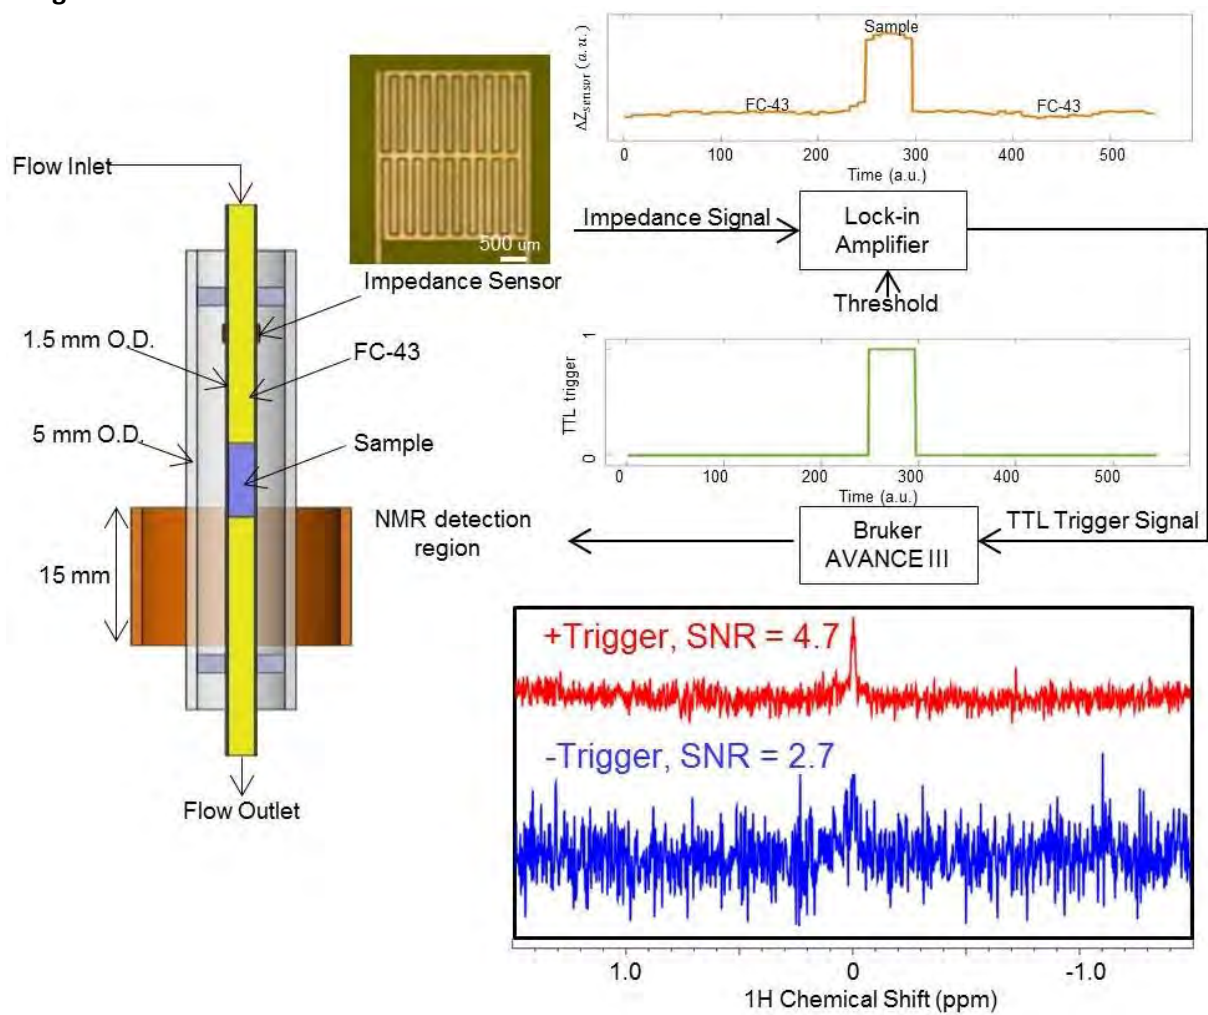 Sample
ΔZsensor (a.u.)
FC-43
FC-43
0
100
200
300
400
500
Time (a.u.)
Flow Inlet
500 um
Impedance Sensor
1.5 mm O.D.
FC-43
5 mm O.D.
Sample
15 mm
NMR detection
region
Flow Outlet
Impedance Signal
Lock-in
Amplifier
Threshold
TTL trigger
1
0
0
100
200
300
400
500
Time (a.u.)
TTL Trigger Signal
Bruker
AVANCE III
+Trigger, SNR = 4.7
-Trigger, SNR = 2.7
1.0
0
-1.0
1H Chemical Shift (ppm)